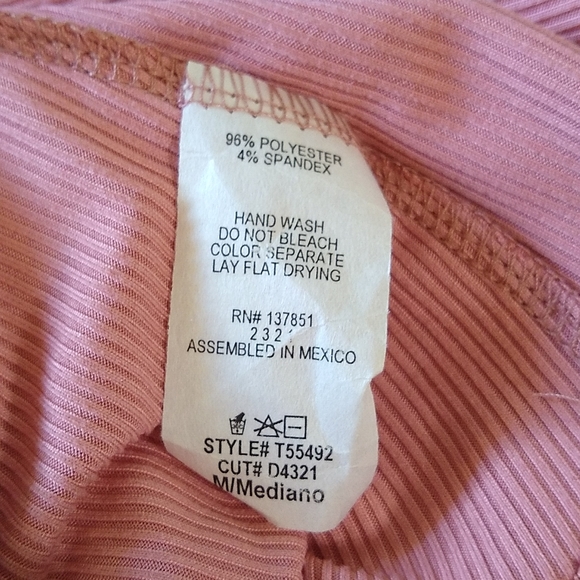 96% POLYESTER
4% SPANDEX
HAND WASH
DO NOT BLEACH
COLOR SEPARATE
LAY FLAT DRYING
RN# 137851
2 3 2
ASSEMBLED IN MEXICO
STYLE# T55492
CUT# D4321
M/Mediano